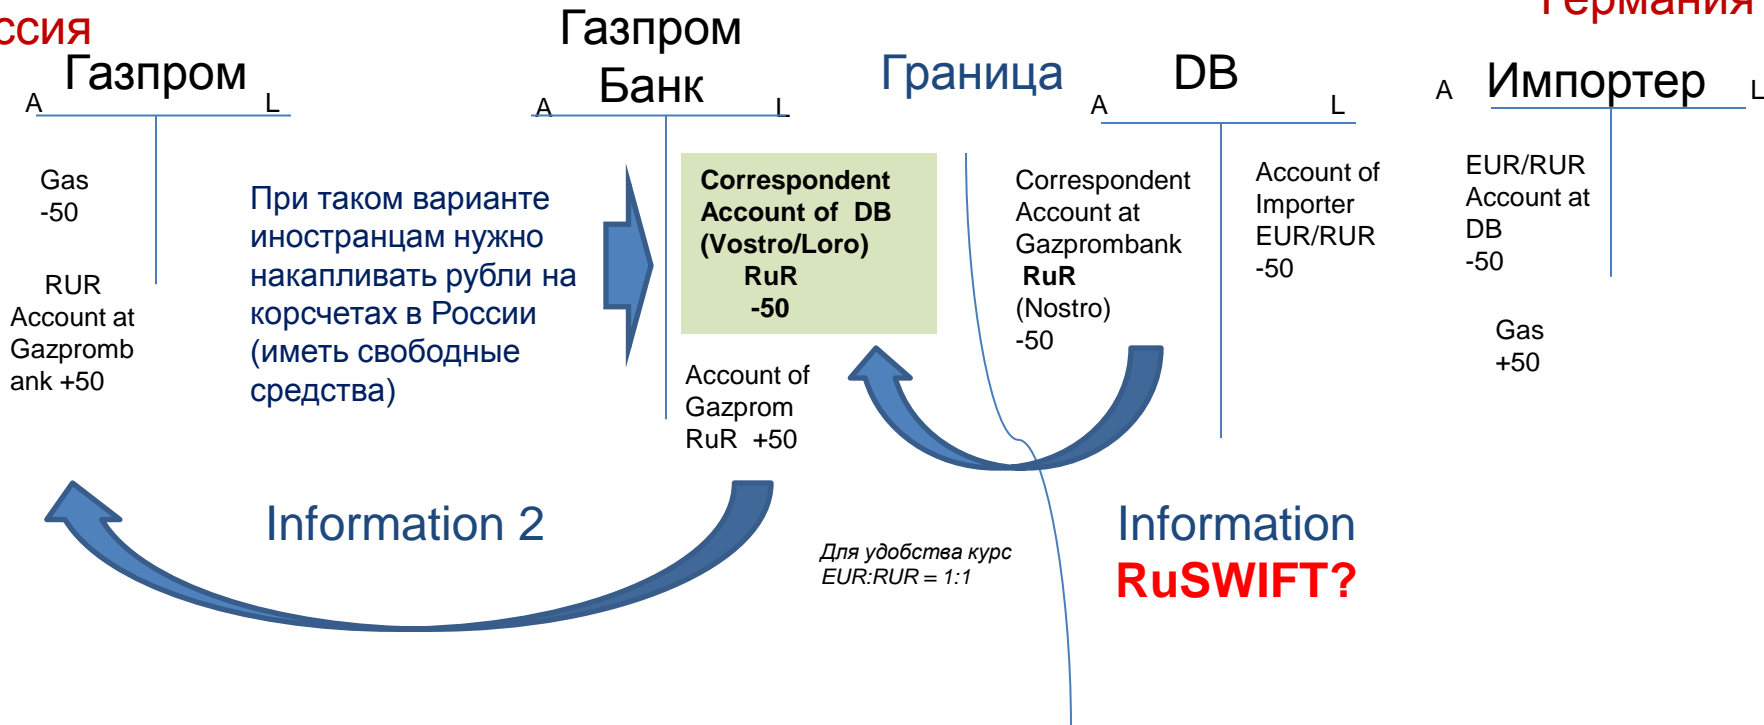 ссия
Германия
Газпром
A
L
Газпром
Банк
A
L
Граница
DB
A
L
A
Импортер
L
Gas
-50
RUR
Account at
Gazpromb
ank +50
При таком варианте
иностранцам нужно
накапливать рубли на
корсчетах в России
(иметь свободные
средства)
Correspondent
Account of DB
(Vostro/Loro)
RuR
-50
Account of
Gazprom
RuR +50
Correspondent
Account at
Gazprombank
RuR
(Nostro)
-50
Account of
Importer
EUR/RUR
-50
EUR/RUR
Account at
DB
-50
Gas
+50
Information 2
Для удобства курс
EUR:RUR = 1:1
Information
RuSWIFT?